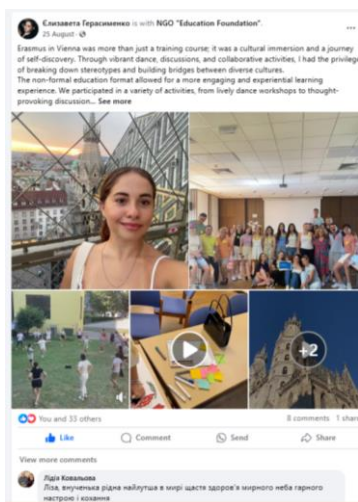 Єлизавета Герасименко is with NGO "Education Foundation".
25 August
Erasmus in Vienna was more than just a training course; it was a cultural immersion and a journey
of self-discovery. Through vibrant dance, discussions, and collaborative activities, I had the privileg
of breaking down stereotypes and building bridges between diverse cultures.
The non-formal education format allowed for a more engaging and experiential learning
experience. We participated in a variety of activities, from lively dance workshops to thought-
provoking discussion... See more
+2
You and 33 others
8 comments 1 share
Like Comment Send Share
View more comments
Лідія Ковальова
Ліза, внученька рідна найлутша в мирі щастя здоров'я мирного неба гарного
настрою і кохання